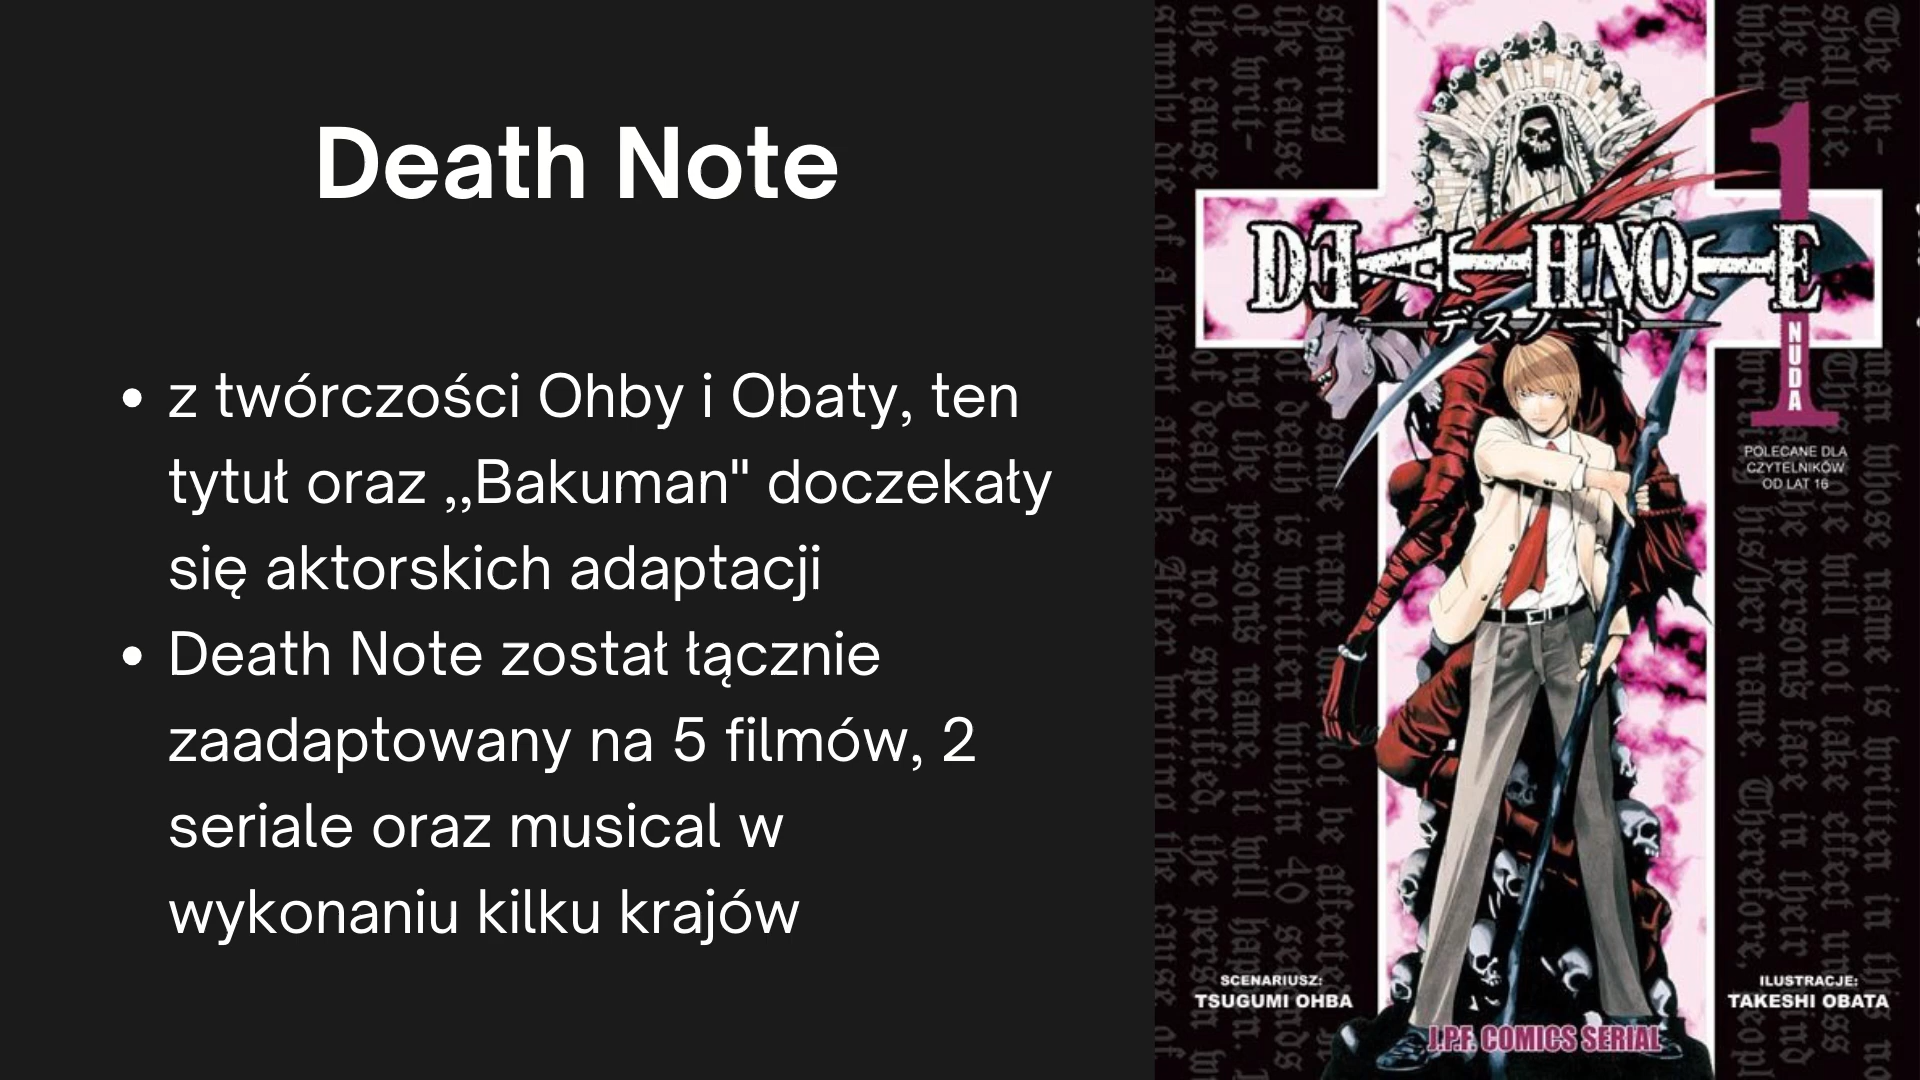 Death Note
• z twórczości Ohby i Obaty, ten
tytuł oraz ,,Bakuman" doczekały
się aktorskich adaptacji
• Death Note został łącznie
zaadaptowany na 5 filmów, 2
seriale oraz musical w
wykonaniu kilku krajów
DEATH NOTE
デスノート
1
NUDA
POLECANE DLA
CZYTELNIKÓW
OD LAT 16
SCENARIUSZ:
TSUGUMI OHBA
ILUSTRACJE:
TAKESHI OBATA
J.P.F. COMICS SERIAL